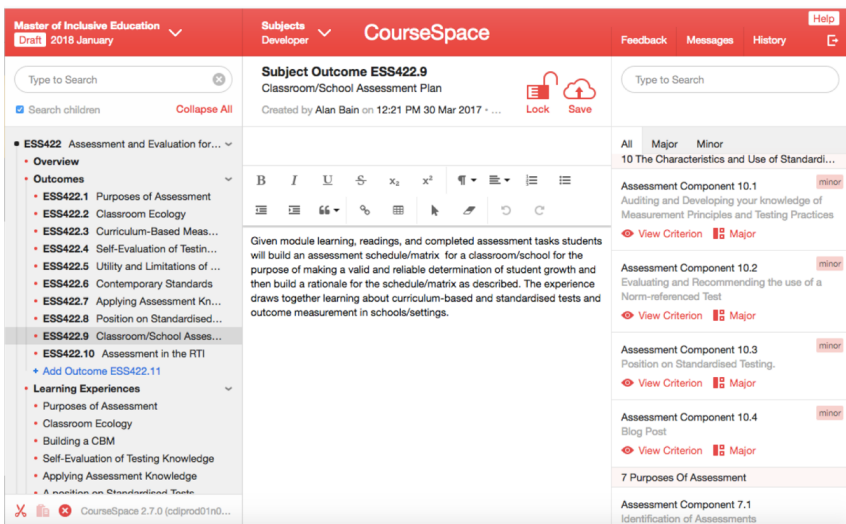 Master of Inclusive Education
Draft 2018 January
Subjects
Developer
CourseSpace
Help
Feedback
Messages
History
Type to Search
Search children
Collapse All
ESS422 Assessment and Evaluation for...
Overview
Outcomes
ESS422.1 Purposes of Assessment
ESS422.2 Classroom Ecology
ESS422.3 Curriculum-Based Meas...
ESS422.4 Self-Evaluation of Testin...
ESS422.5 Utility and Limitations of ...
ESS422.6 Contemporary Standards
ESS422.7 Applying Assessment Kn...
ESS422.8 Position on Standardised...
ESS422.9 Classroom/School Asses...
ESS422.10 Assessment in the RTI
+ Add Outcome ESS422.11
Learning Experiences
Purposes of Assessment
Classroom Ecology
Building a CBM
Self-Evaluation of Testing Knowledge
Applying Assessment Knowledge
A position on Standardised Tests
CourseSpace 2.7.0 (cdiprod01n0...
Subject Outcome ESS422.9
Classroom/School Assessment Plan
Created by Alan Bain on 12:21 PM 30 Mar 2017 · ...
Lock
Save
B I U S x₂ x²
Given module learning, readings, and completed assessment tasks students
will build an assessment schedule/matrix for a classroom/school for the
purpose of making a valid and reliable determination of student growth and
then build a rationale for the schedule/matrix as described. The experience
draws together learning about curriculum-based and standardised tests and
outcome measurement in schools/settings.
Type to Search
All Major Minor
10 The Characteristics and Use of Standardi...
Assessment Component 10.1
minor
Auditing and Developing your knowledge of
Measurement Principles and Testing Practices
View Criterion Major
Assessment Component 10.2
minor
Evaluating and Recommending the use of a
Norm-referenced Test
View Criterion Major
Assessment Component 10.3
minor
Position on Standardised Testing.
View Criterion Major
Assessment Component 10.4
minor
Blog Post
View Criterion Major
7 Purposes Of Assessment
Assessment Component 7.1
minor
Identification of Assessments